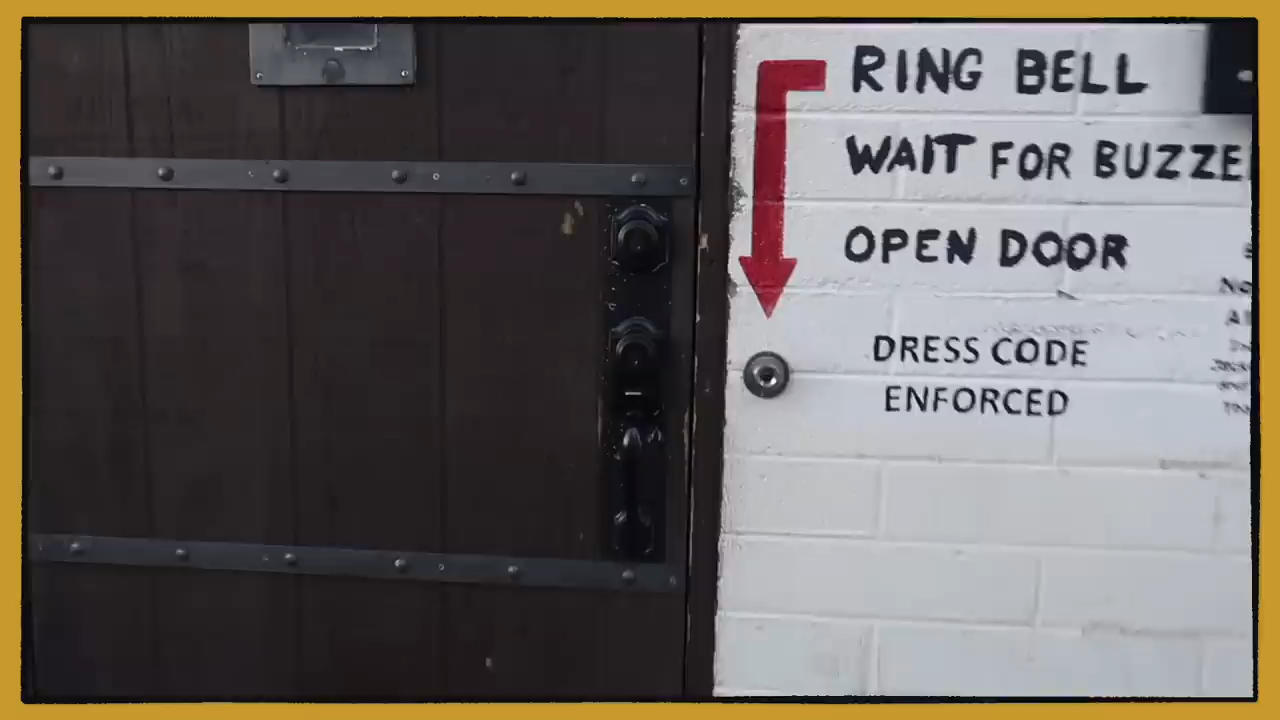 RING BELL
WAIT FOR BUZZE
OPEN DOOR
DRESS CODE
ENFORCED